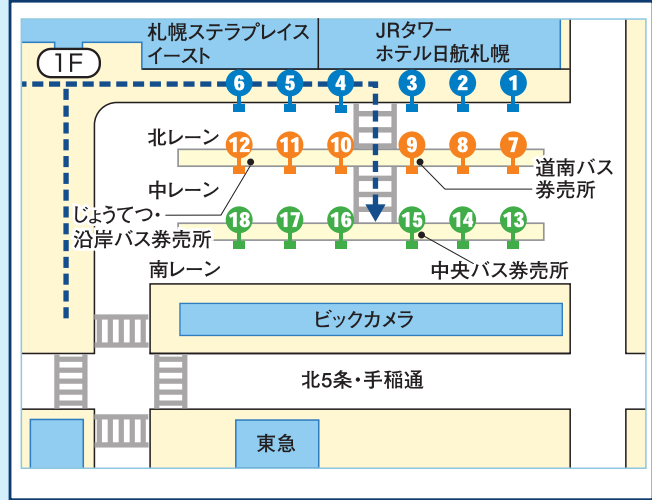 札幌ステラプレイス
イースト
JRタワー
ホテル日航札幌
1F
6 5 4 3 2 1
北レーン
12 11 10 9 8 7
道南バス
券売所
中レーン
じょうてつ・
沿岸バス券売所
18 17 16 15 14 13
中央バス券売所
南レーン
ビックカメラ
北5条・手稲通
東急